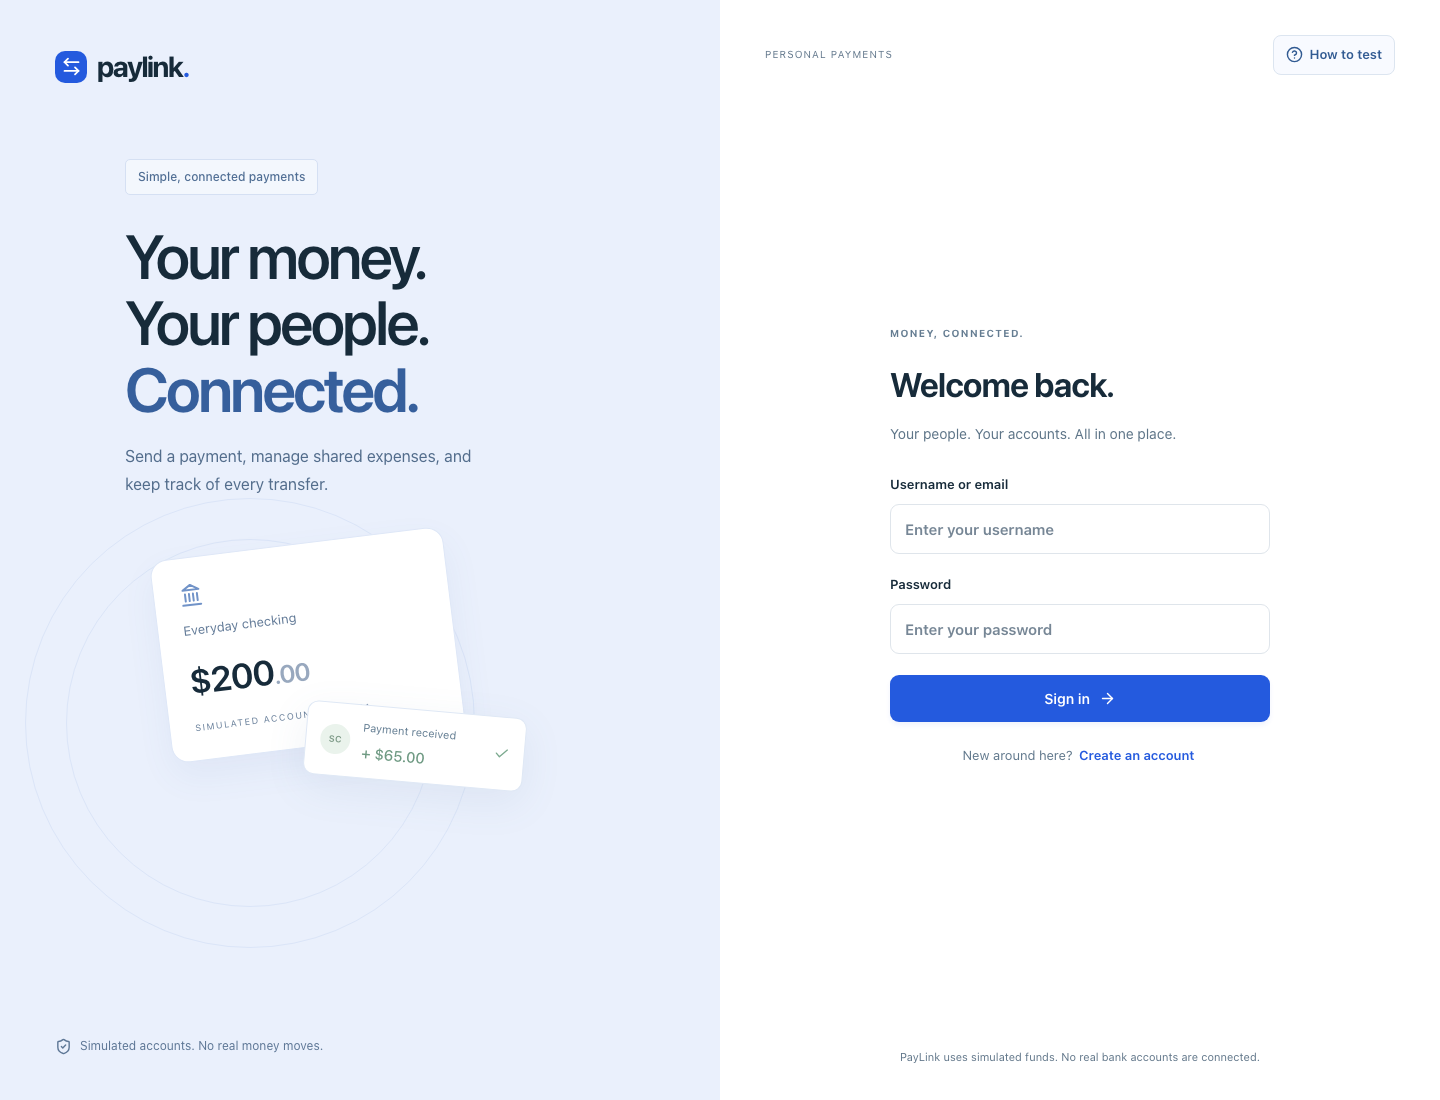 paylink.
Simple, connected payments
Your money.
Your people.
Connected.
Send a payment, manage shared expenses, and
keep track of every transfer.
Everyday checking
$200.00
SIMULATED
SC
Payment received
+ $65.00
Simulated accounts. No real money moves.
PERSONAL PAYMENTS
How to test
MONEY, CONNECTED.
Welcome back.
Your people. Your accounts. All in one place.
Username or email
Enter your username
Password
Enter your password
Sign in
New around here? Create an account
PayLink uses simulated funds. No real bank accounts are connected.